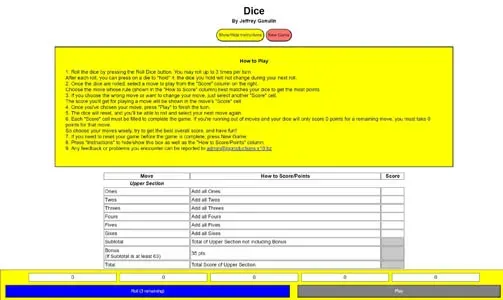 Dice
By Jeffrey Gomulin
Show/Hide Instructions
New Game
How to Play
1. Roll the dice by pressing the Roll Dice button. You may roll up to 3 times per turn.
After each roll, you can press on a die to "hold" it, the dice you hold will not change during your next roll.
2. Once the dice are rolled, select a move to play from the "Score" column on the right.
Choose the move whose rule (shown in the "How to Score" column) best matches your dice to get the most points.
3. If you choose the wrong move or want to change your move, just select another "Score" cell.
The score you'd get for playing a move will be shown in the move's "Score" cell
4. Once you've chosen your move, press "Play" to finish the turn.
5. The dice will reset, and you'll be able to roll and select your next move again.
6. Each "Score" cell must be filled to complete the game. If you're running out of moves and your dice will only score 0 points for a remaining move, you must take 0
points for that move.
So choose your moves wisely, try to get the best overall score, and have fun!
7. If you need to reset your game before the game is complete, press New Game.
8. Press "Instructions" to hide/show this box as well as the "How to Score/Points" column.
9. Any feedback or problems you encounter can be reported to
Move How to Score/Points Score
Upper Section
Ones Add all Ones
Twos Add all Twos
Threes Add all Threes
Fours Add all Fours
Fives Add all Fives
Sixes Add all Sixes
Subtotal Total of Upper Section not including Bonus
Bonus
(If Subtotal is at least 63) 35 pts
Total Total Score of Upper Section
0 0 0 0 0
Roll (3 remaining) Play